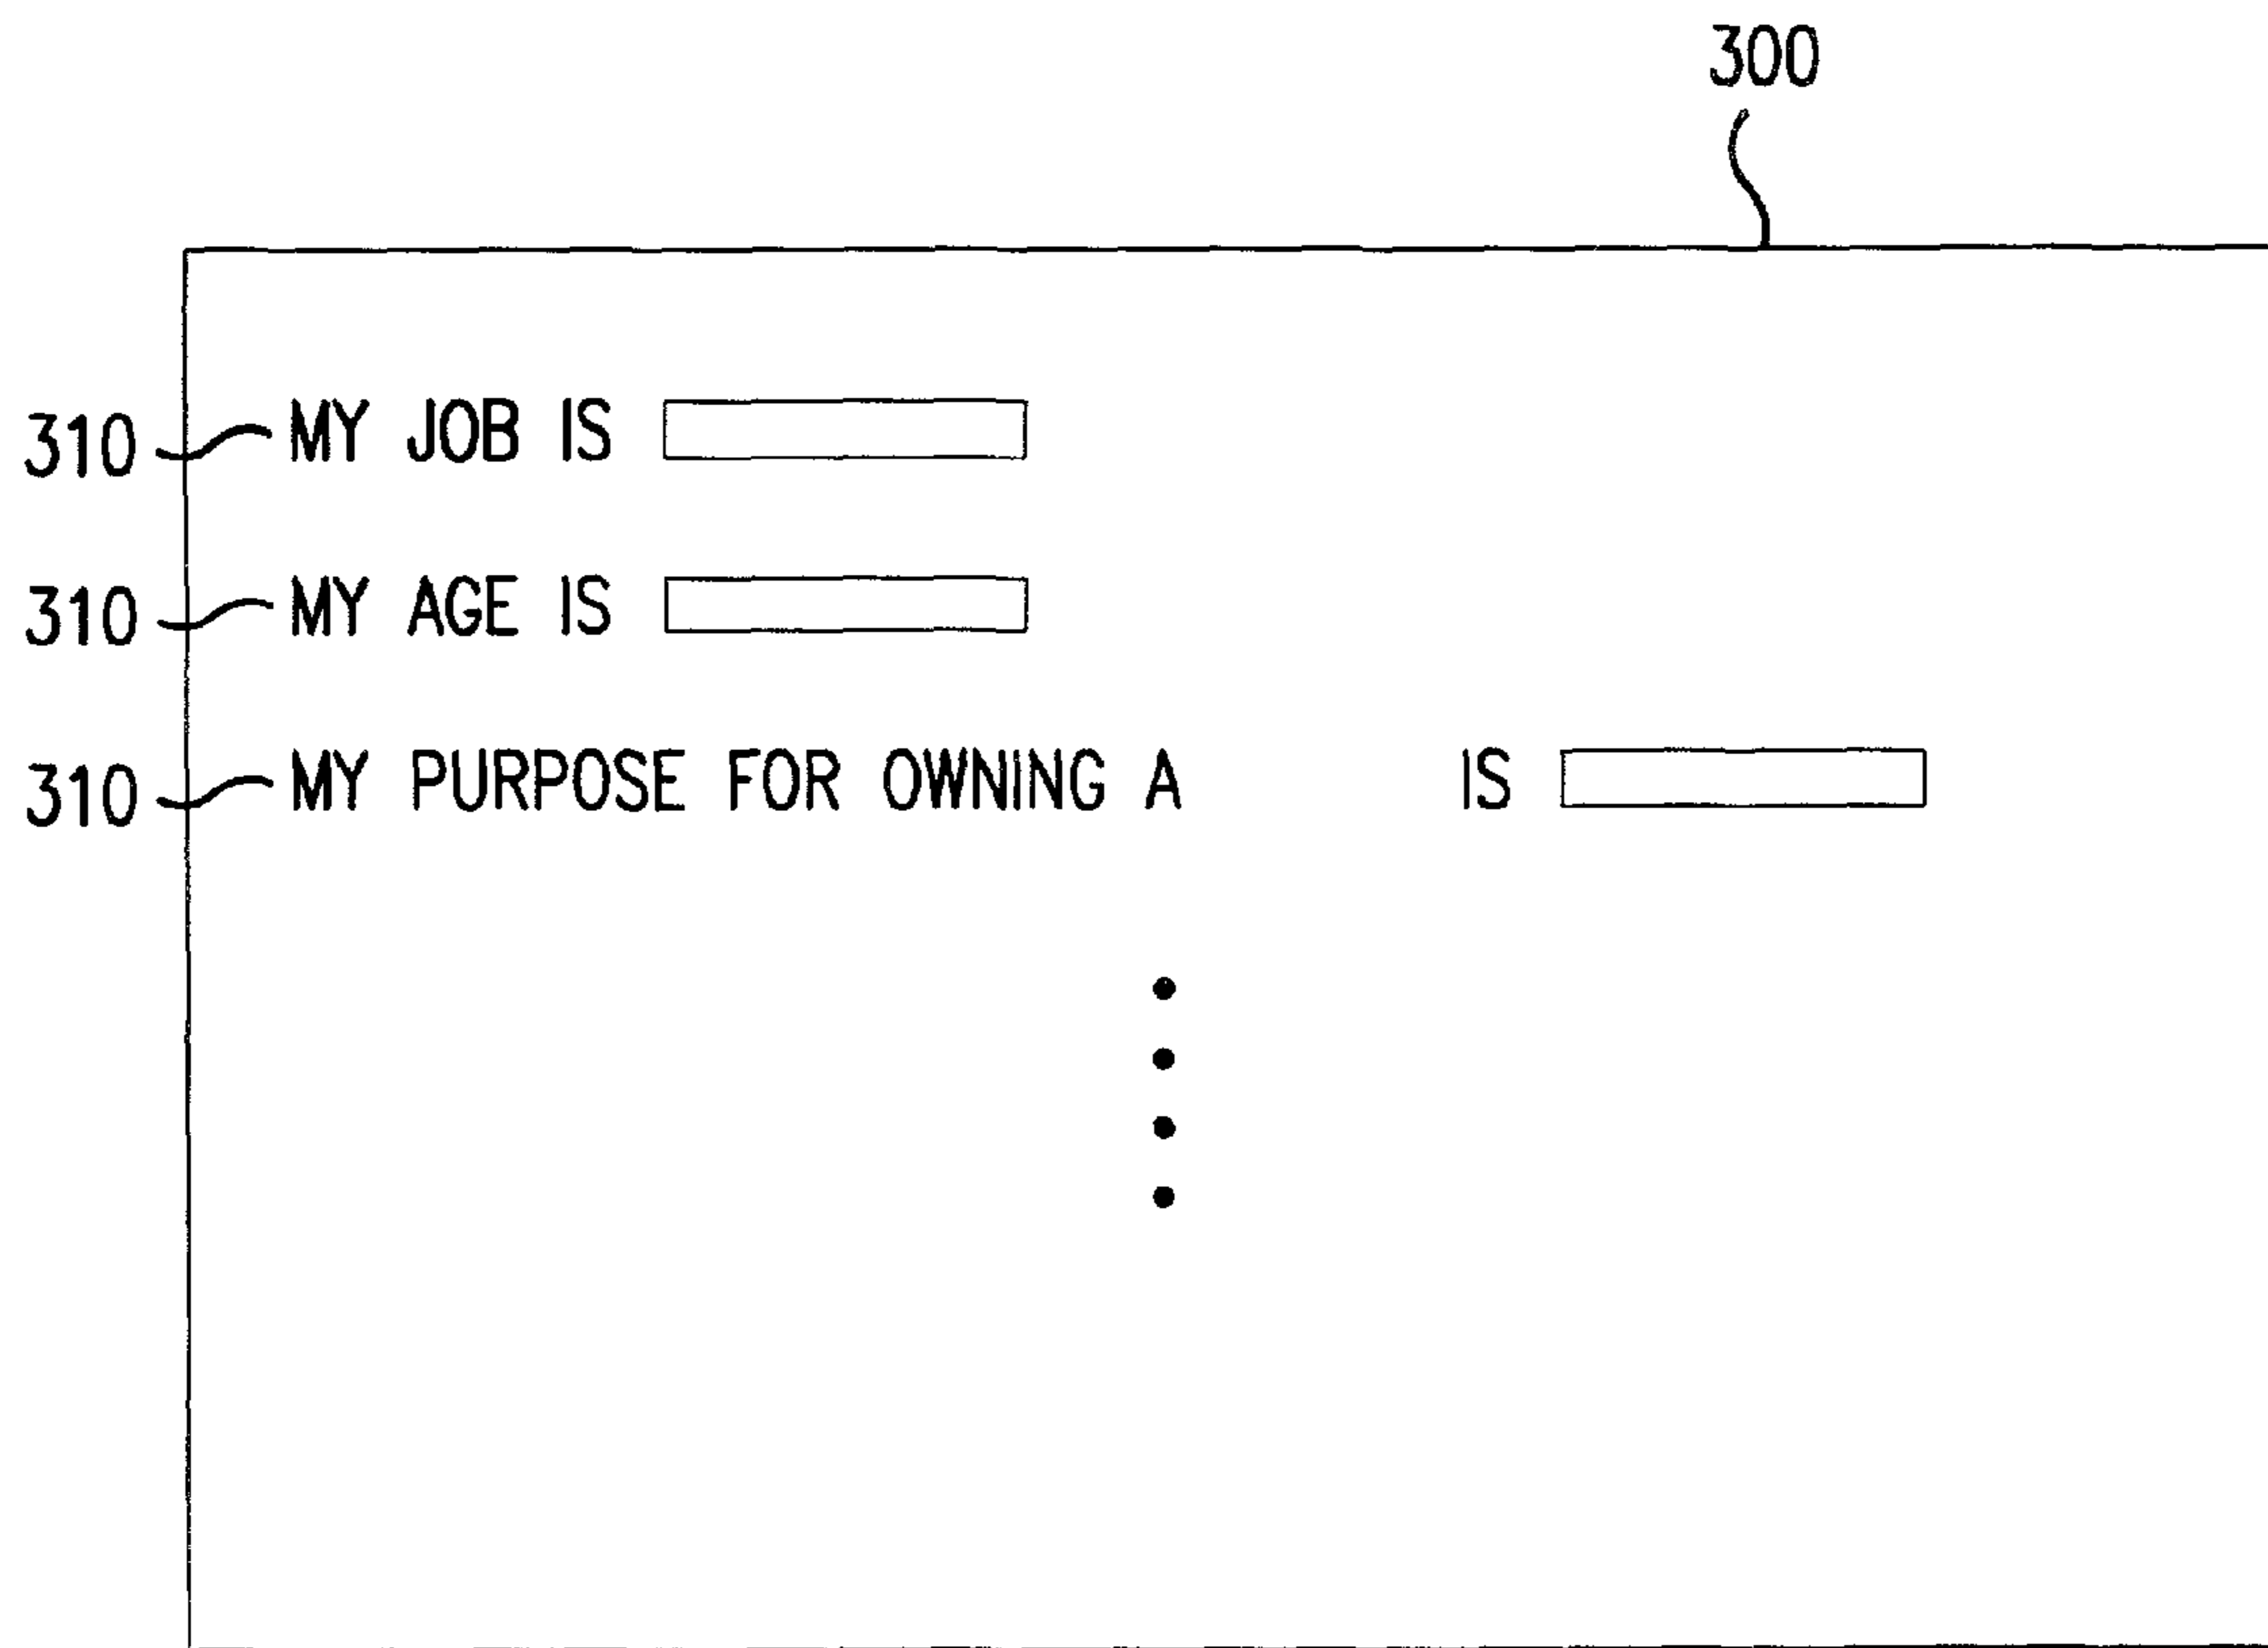 300
310 MY JOB IS
310 MY AGE IS
310 MY PURPOSE FOR OWNING A IS